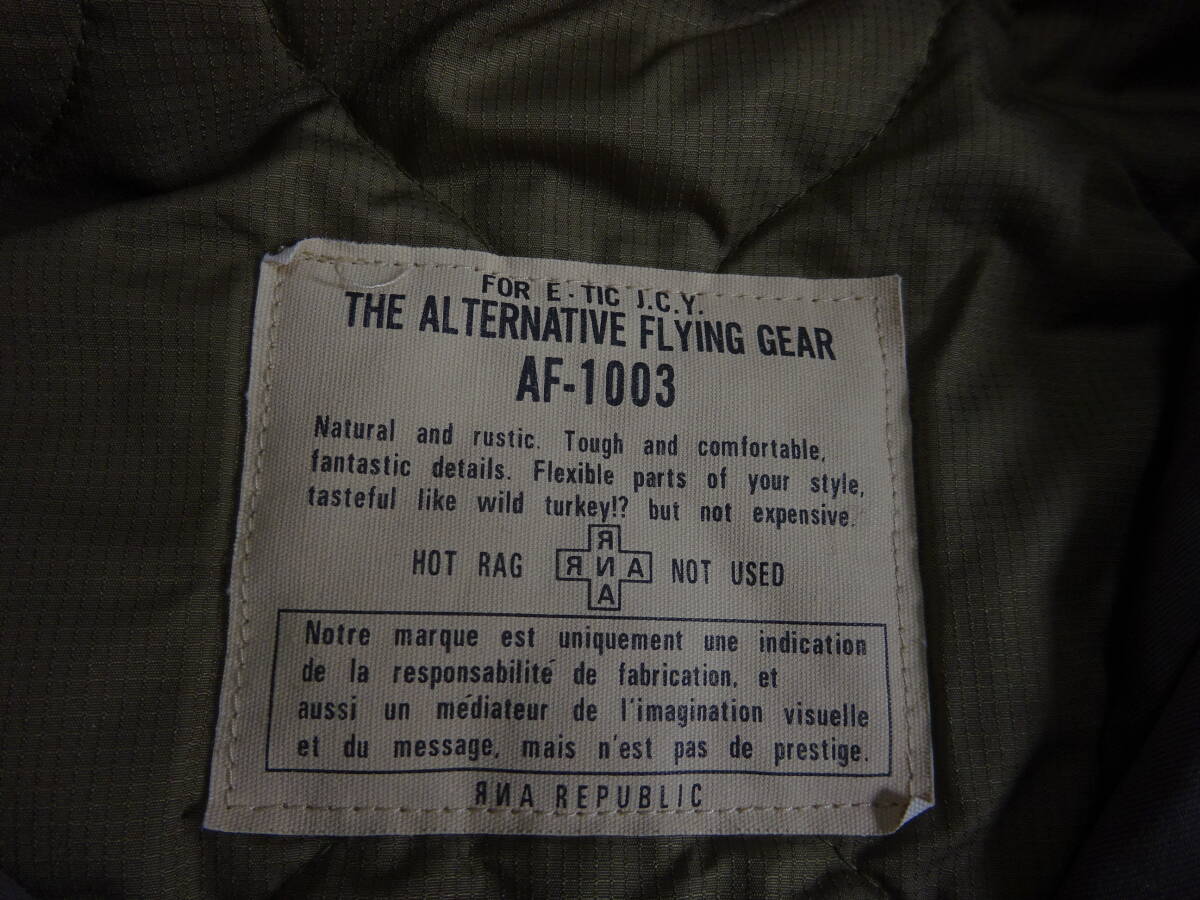 FOR E-TIC J.C.Y.
THE ALTERNATIVE FLYING GEAR
AF-1003
Natural and rustic. Tough and comfortable,
fantastic details. Flexible parts of your style,
tasteful like wild turkey!? but not expensive.
Я
HOT RAG ЯИA NOT USED
A
Notre marque est uniquement une indication
de la responsabilité de fabrication, et
aussi un médiateur de l'imagination visuelle
et du message, mais n'est pas de prestige.
ЯИA REPUBLIC